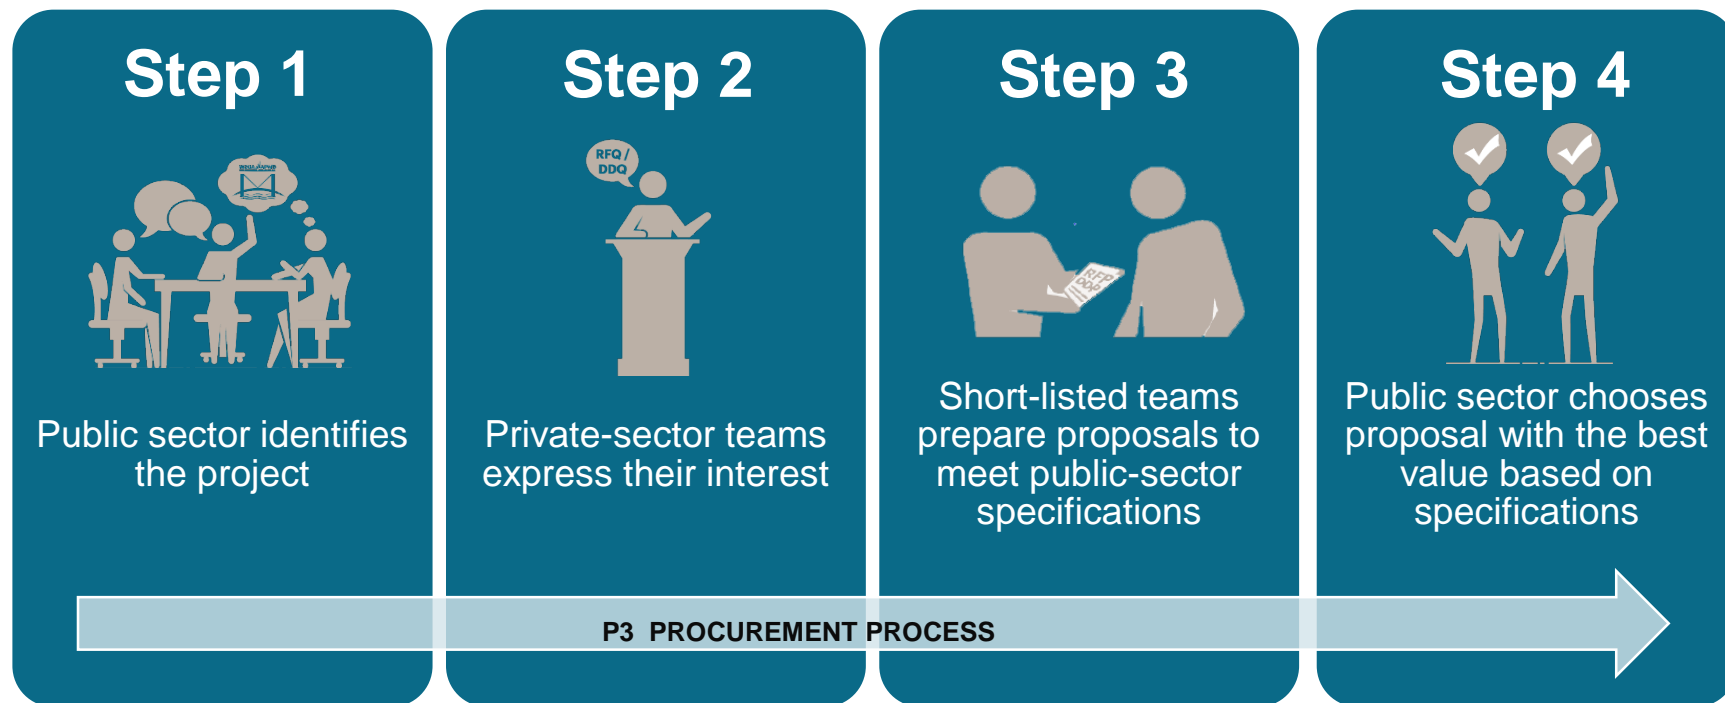 Step 1
Public sector identifies
the project
Step 2
RFQ /
DDQ
Private-sector teams
express their interest
Step 3
RFP
DDP
Short-listed teams
prepare proposals to
meet public-sector
specifications
Step 4
Public sector chooses
proposal with the best
value based on
specifications
P3 PROCUREMENT PROCESS